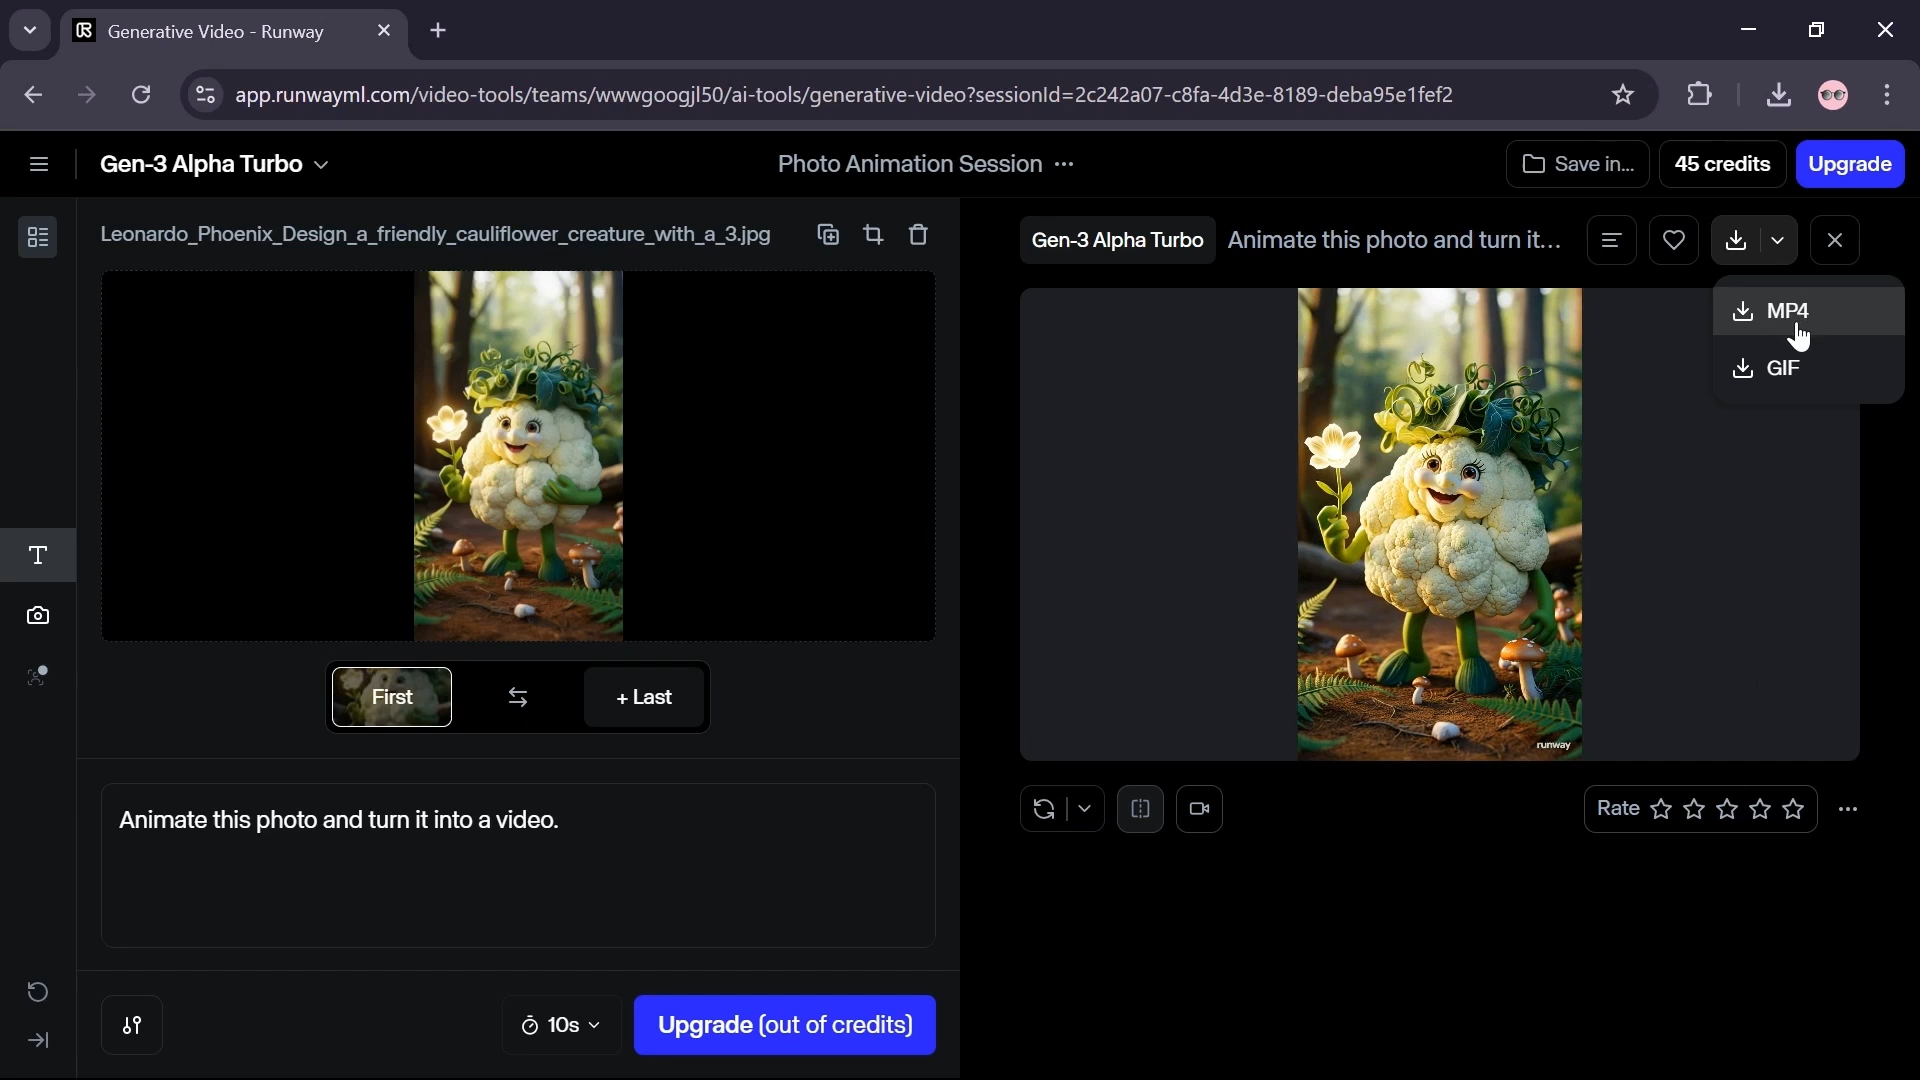 Generative Video - Runway
app.runwayml.com/video-tools/teams/wwwgoogjl50/ai-tools/generative-video?sessionId=2c242a07-c8fa-4d3e-8189-deba95e1fef2
Gen-3 Alpha Turbo
Photo Animation Session
Save in...
45 credits
Upgrade
Leonardo_Phoenix_Design_a_friendly_cauliflower_creature_with_a_3.jpg
Gen-3 Alpha Turbo
Animate this photo and turn it...
MP4
GIF
runway
First
+ Last
Rate
Animate this photo and turn it into a video.
10s
Upgrade (out of credits)